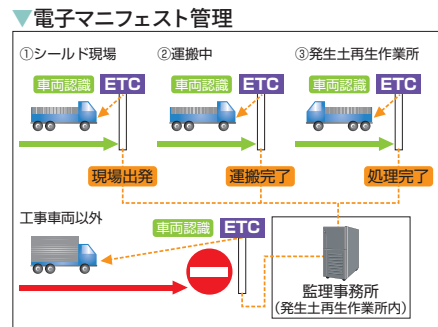 ▼電子マニフェスト管理
①シールド現場 ②運搬中 ③発生土再生作業所
車両認識 ETC 車両認識 ETC 車両認識 ETC
現場出発 運搬完了 処理完了
工事車両以外
車両認識 ETC
監理事務所
(発生土再生作業所内)